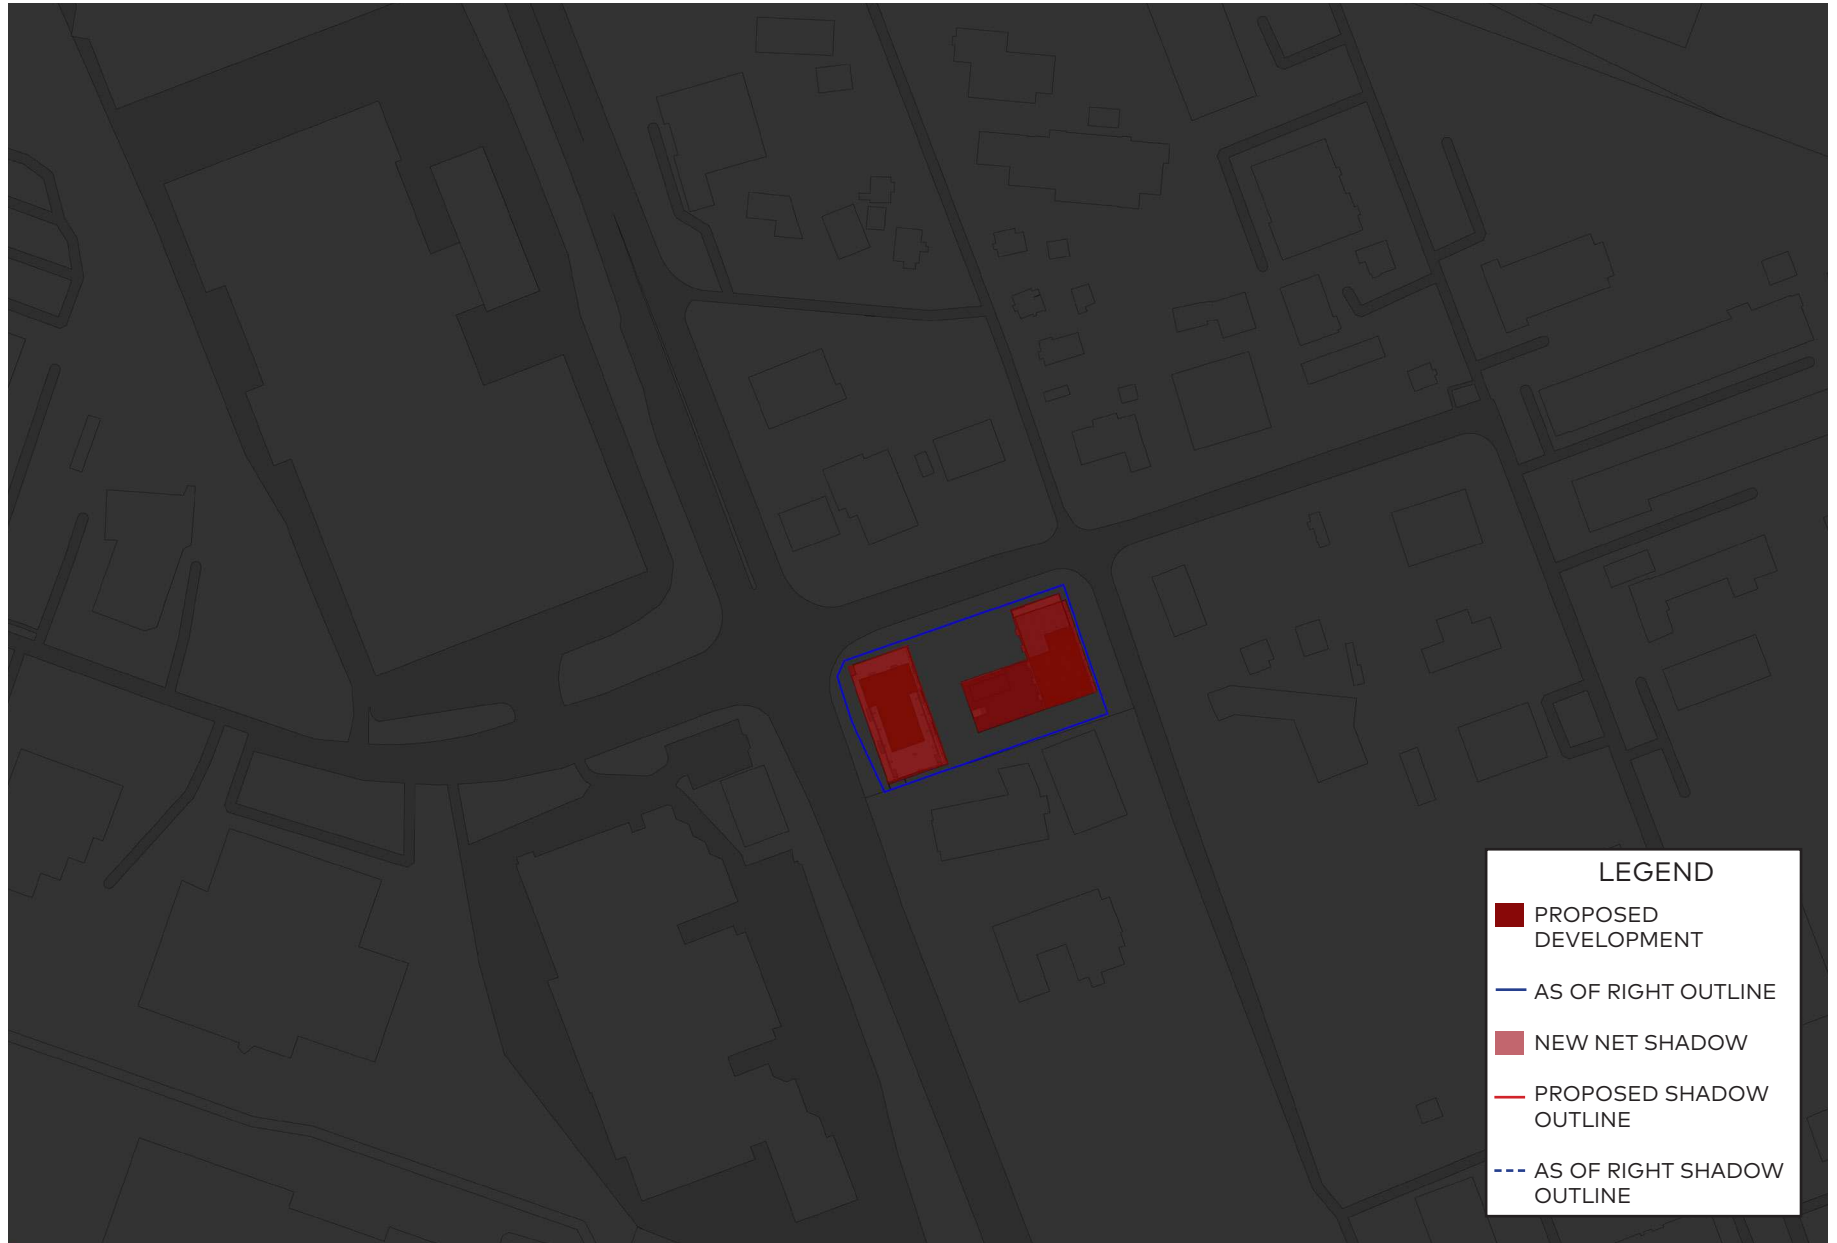 LEGEND
PROPOSED
DEVELOPMENT
AS OF RIGHT OUTLINE
NEW NET SHADOW
PROPOSED SHADOW
OUTLINE
AS OF RIGHT SHADOW
OUTLINE